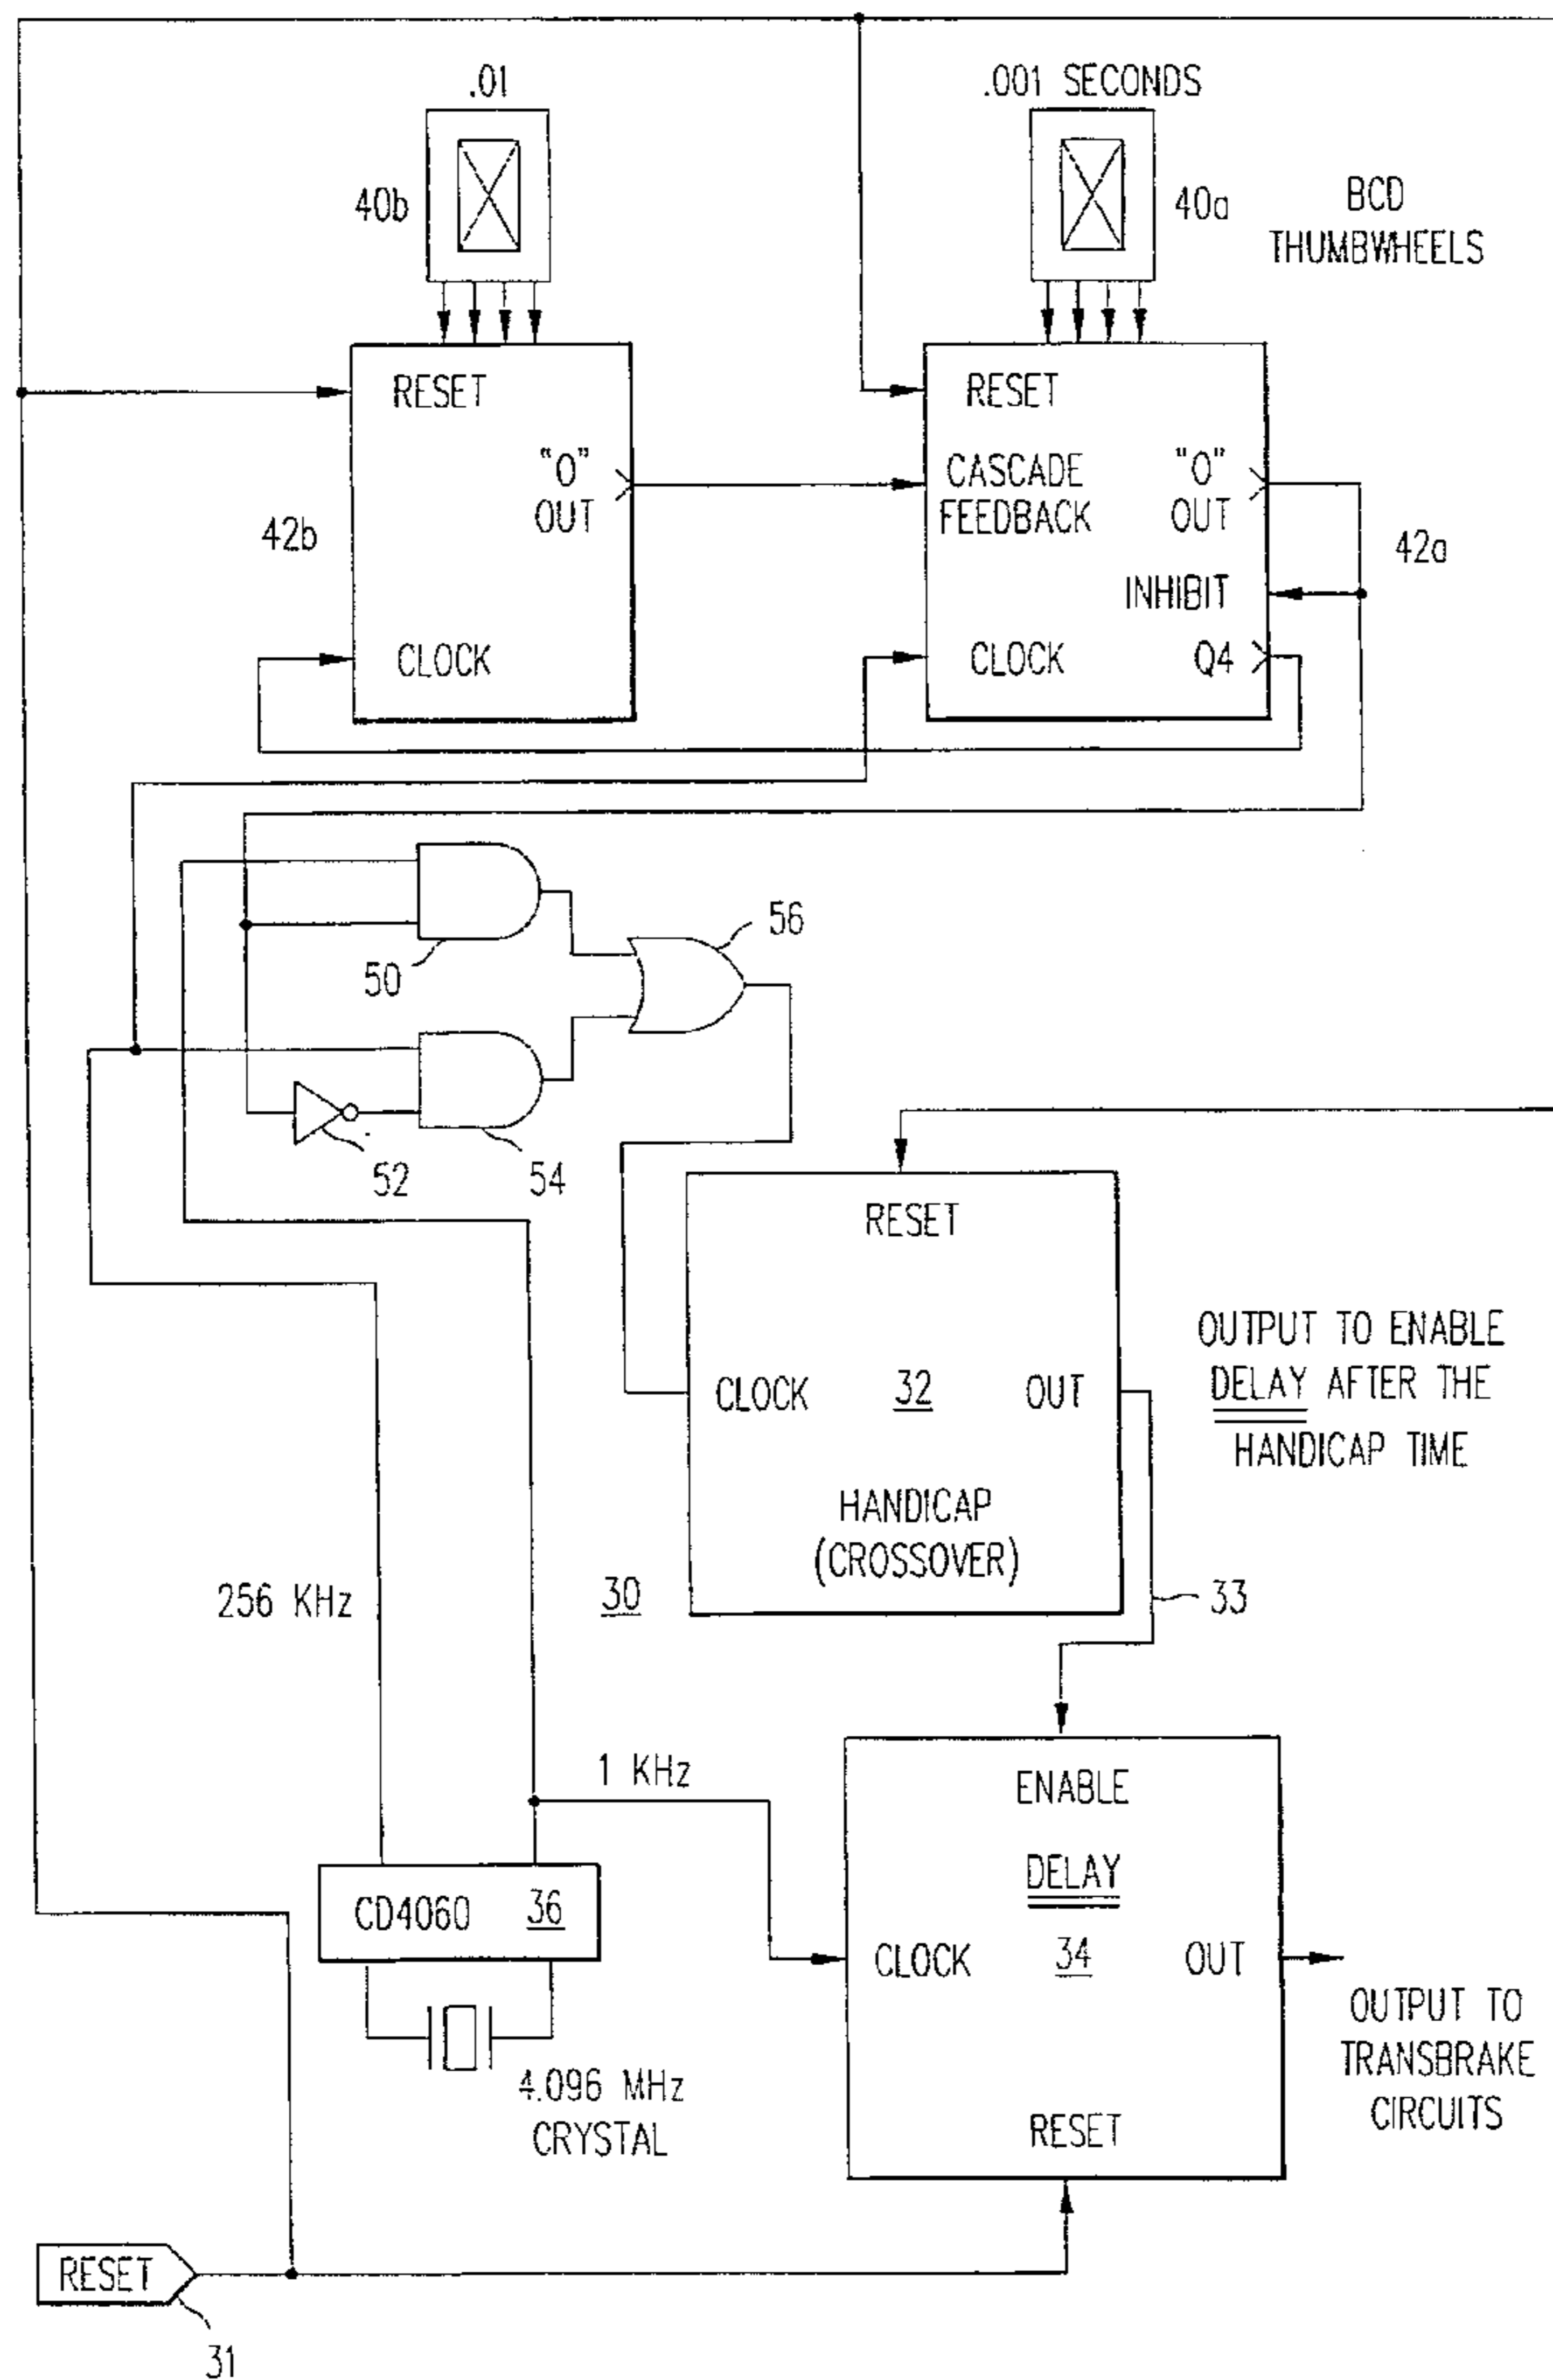 .01
.001 SECONDS
40b
40a
BCD
THUMBWHEELS
RESET
"0"
OUT
42b
CLOCK
RESET
CASCADE
FEEDBACK
"0"
OUT
INHIBIT
CLOCK
Q4
42a
50
56
52
54
RESET
CLOCK
32
OUT
HANDICAP
(CROSSOVER)
OUTPUT TO ENABLE
DELAY AFTER THE
HANDICAP TIME
256 KHz
30
33
1 KHz
ENABLE
DELAY
CLOCK
34
OUT
RESET
CD4060
36
4.096 MHz
CRYSTAL
OUTPUT TO
TRANSBRAKE
CIRCUITS
RESET
31